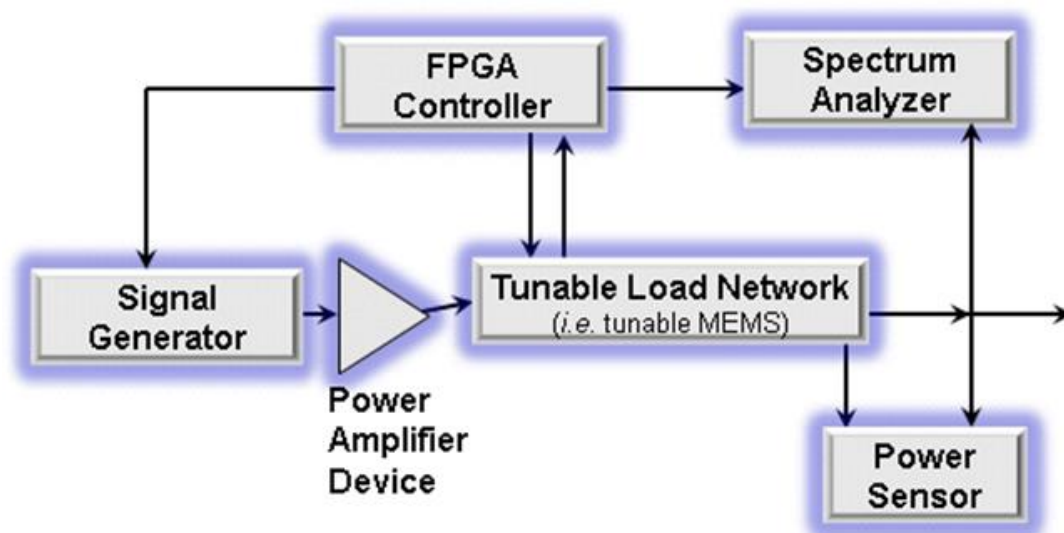 FPGA
Controller
Spectrum
Analyzer
Signal
Generator
Tunable Load Network
(i.e. tunable MEMS)
Power
Amplifier
Device
Power
Sensor